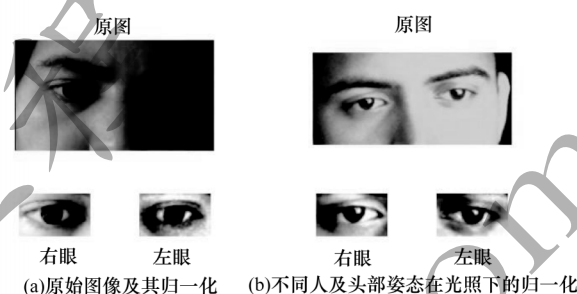 原图
原图
右眼
左眼
右眼
左眼
(a)原始图像及其归一化
(b)不同人及头部姿态在光照下的归一化